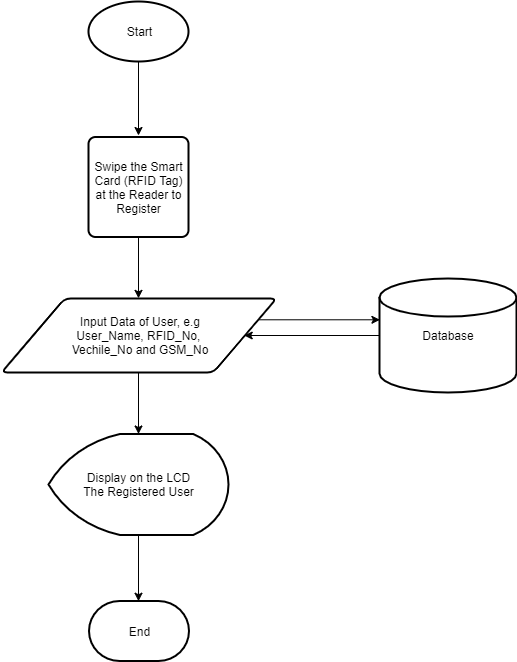 Start
Swipe the Smart
Card (RFID Tag)
at the Reader to
Register
Input Data of User, e.g
User_Name, RFID_No,
Vechile_No and GSM_No
Database
Display on the LCD
The Registered User
End